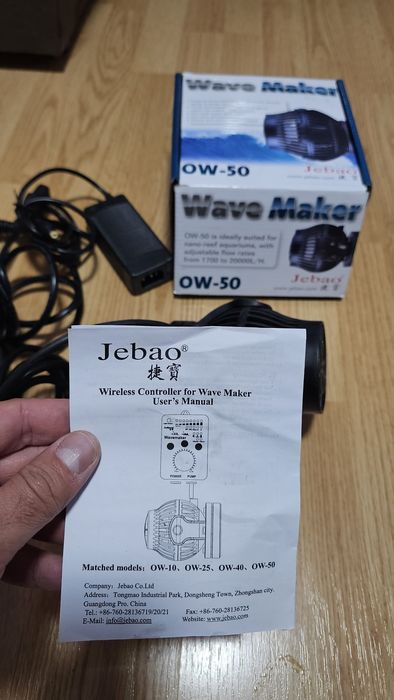 Wave Maker
OW-50
Jebao
捷寶
Wave Maker
OW-50 is ideally suited for
nano reef aquariums, with
adjustable flow rates
from 1700 to 20000L/H.
Jebao
捷寶
OW-50
Jebao®
捷寶
Wireless Controller for Wave Maker
User's Manual
Wavemaker
POWER PUMP
Matched models: OW-10、OW-25、OW-40、OW-50
Company: Jebao Co.Ltd
Address: Tongmao Industrial Park, Dongsheng Town, Zhongshan city.
Guangdong Pro. China
Tel.: +86-760-28136719/20/21 Fax: +86-760-28136725
E-Mail: info@jebao.com Website: www.jebao.com